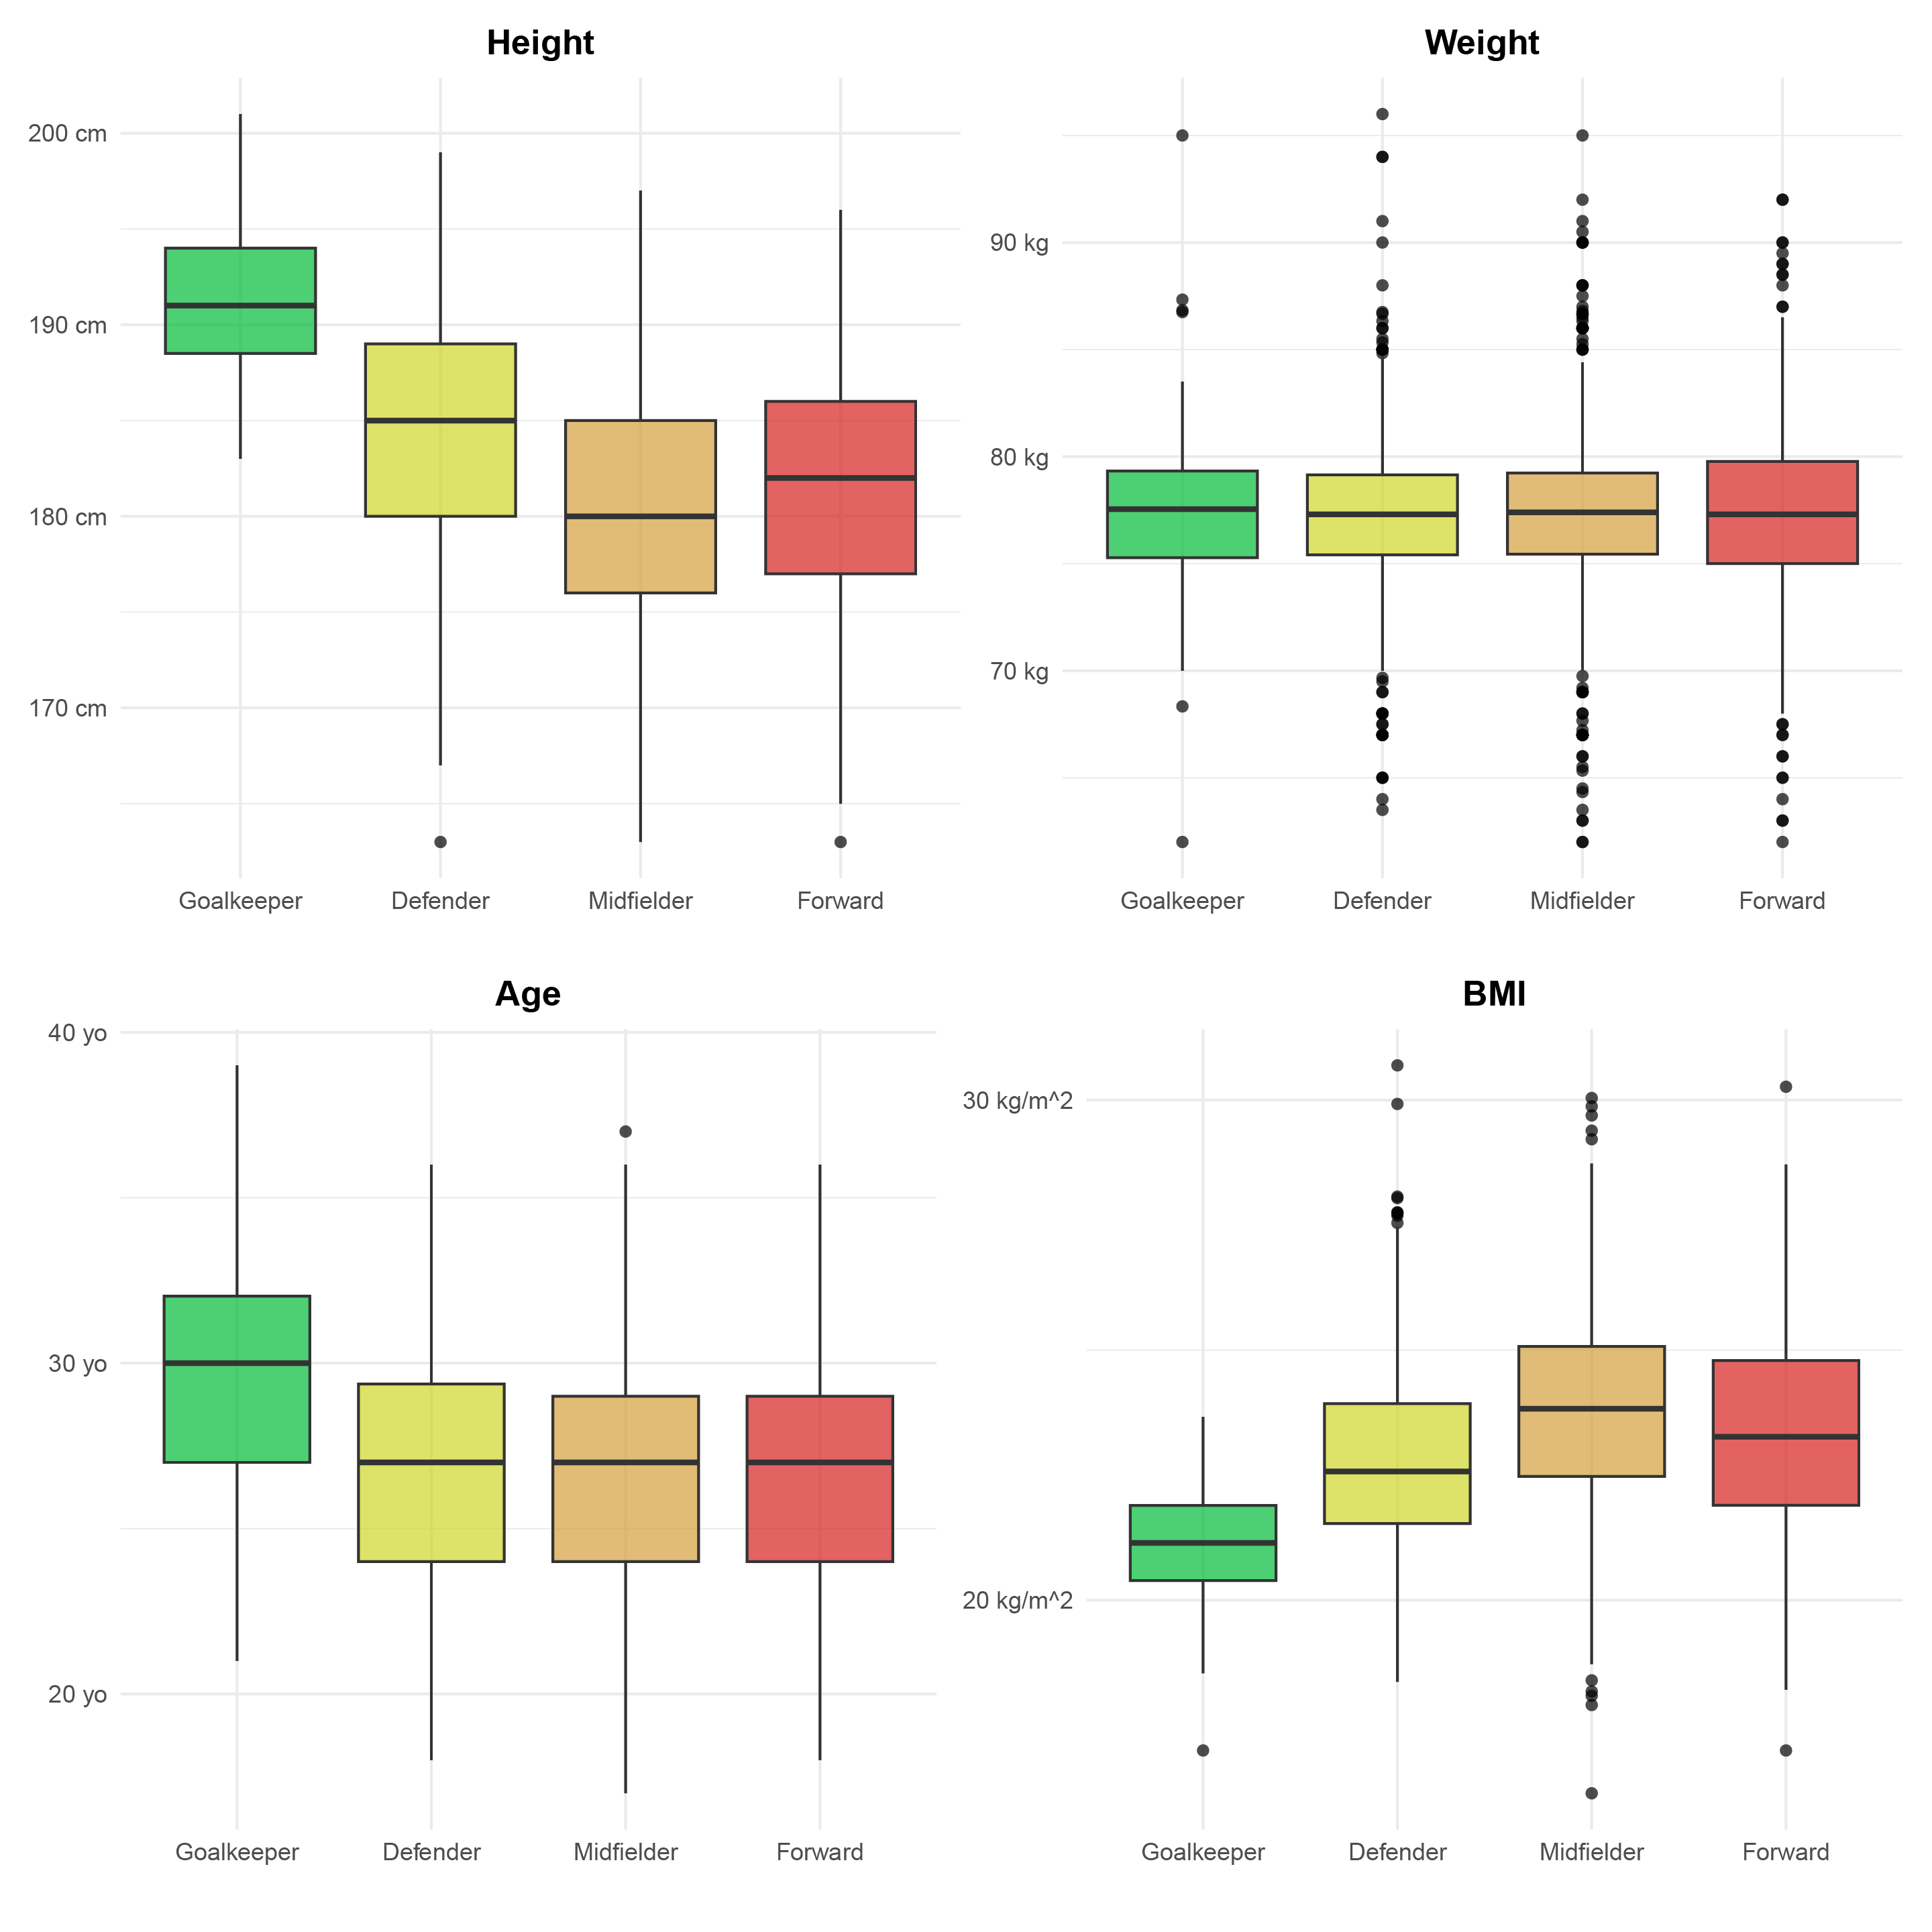 Height
200 cm
190 cm
180 cm
170 cm
Goalkeeper Defender Midfielder Forward
Weight
90 kg
80 kg
70 kg
Goalkeeper Defender Midfielder Forward
Age
40 yo
30 yo
20 yo
Goalkeeper Defender Midfielder Forward
BMI
30 kg/m^2
20 kg/m^2
Goalkeeper Defender Midfielder Forward